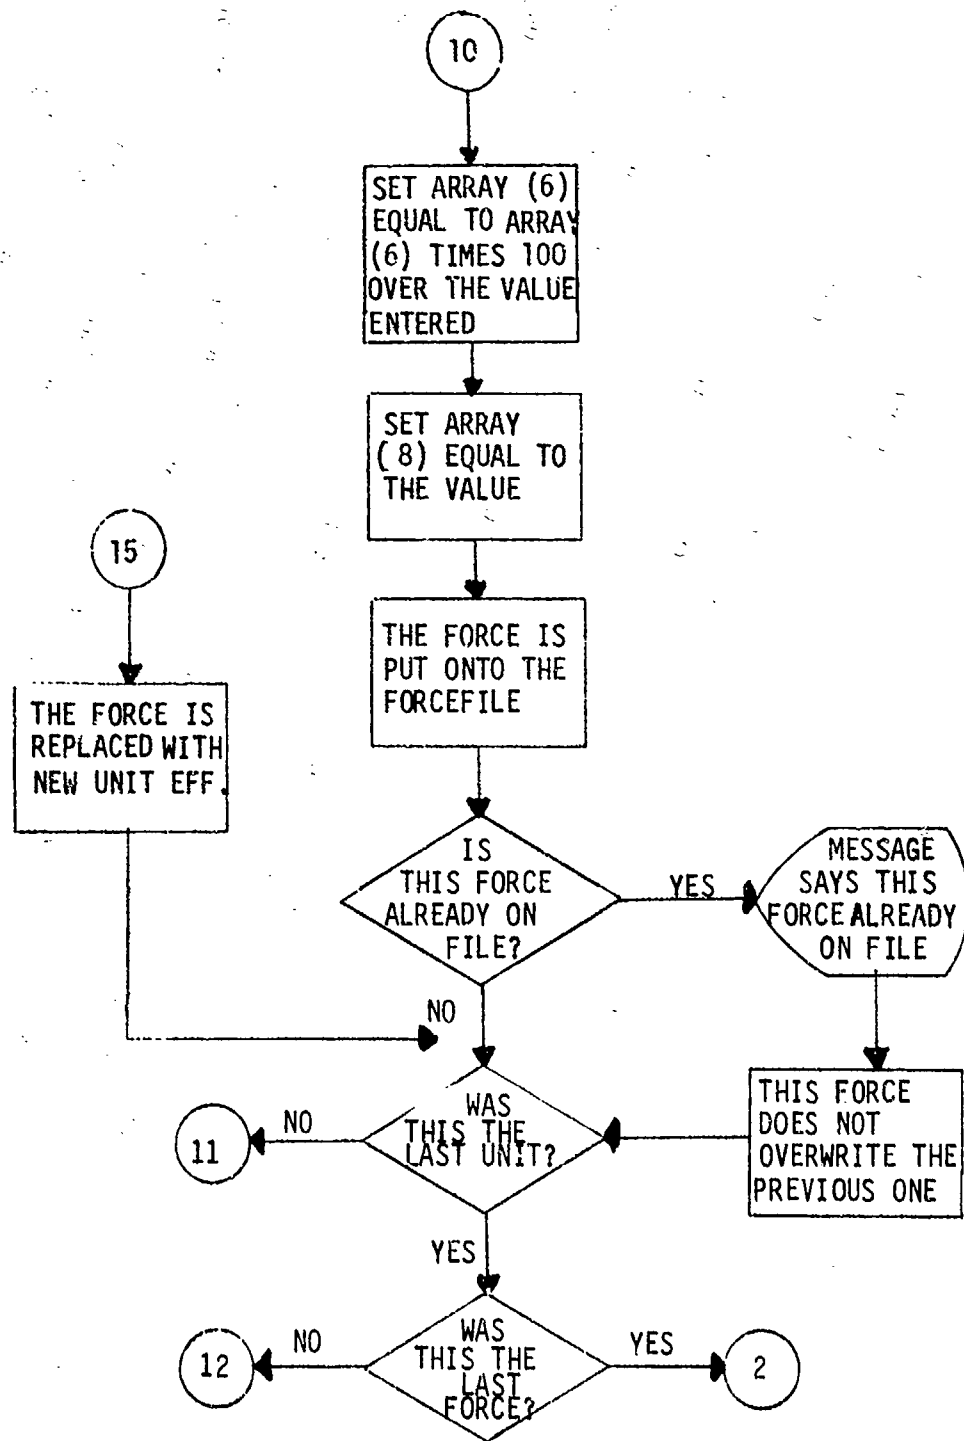 10
SET ARRAY (6)
EQUAL TO ARRAY
(6) TIMES 100
OVER THE VALUE
ENTERED
SET ARRAY
(8) EQUAL TO
THE VALUE
15
THE FORCE IS
PUT ONTO THE
FORCEFILE
THE FORCE IS
REPLACED WITH
NEW UNIT EFF.
IS
THIS FORCE
ALREADY ON
FILE?
YES
MESSAGE
SAYS THIS
FORCE ALREADY
ON FILE
NO
THIS FORCE
DOES NOT
OVERWRITE THE
PREVIOUS ONE
WAS
THIS THE
LAST UNIT?
NO
11
YES
WAS
THIS THE
LAST
FORCE?
NO
12
YES
2